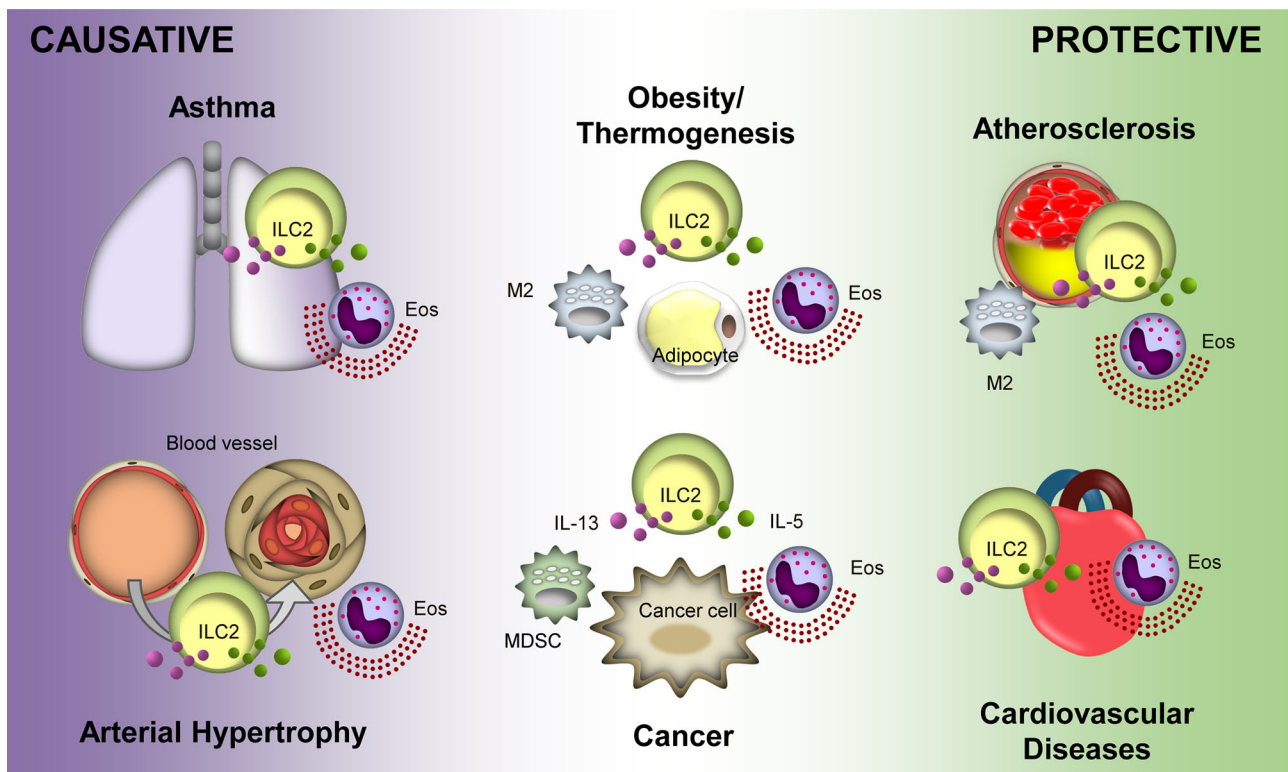 CAUSATIVE
PROTECTIVE
Asthma
ILC2
Eos
Obesity/
Thermogenesis
ILC2
M2
Eos
Adipocyte
Atherosclerosis
ILC2
Eos
M2
Blood vessel
ILC2
Eos
Arterial Hypertrophy
ILC2
IL-13
IL-5
Eos
Cancer cell
MDSC
Cancer
ILC2
Eos
Cardiovascular
Diseases